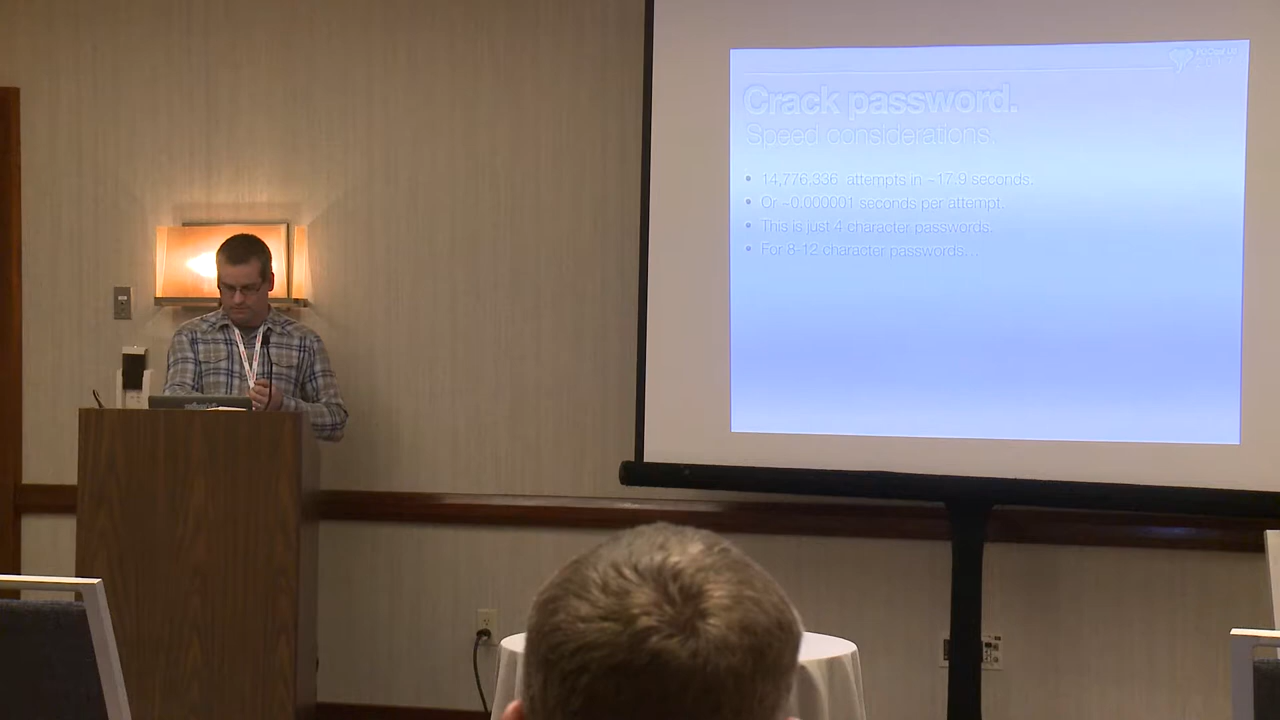 Crack password.
Speed considerations.
• 14,776,336 attempts in ~17.9 seconds.
• Or ~0.000001 seconds per attempt.
• This is just 4 character passwords.
• For 8-12 character passwords…